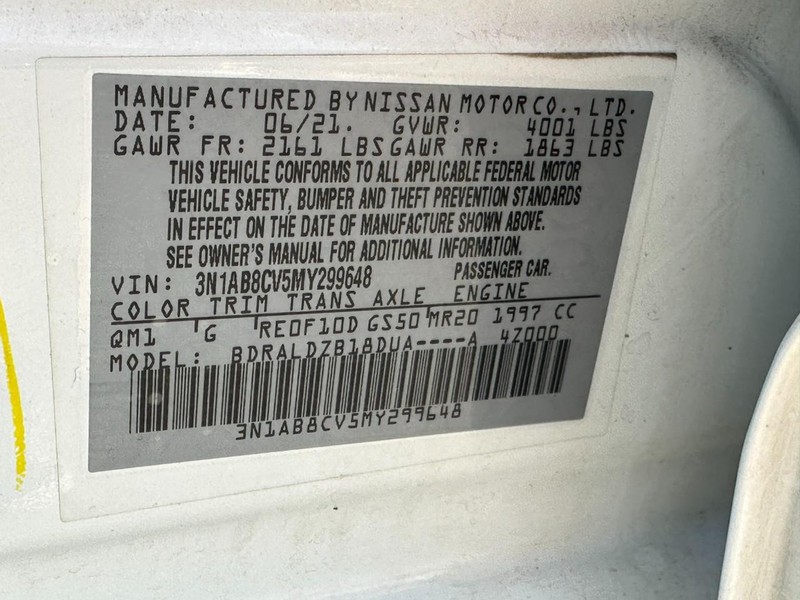 MANUFACTURED BY NISSAN MOTOR CO., LTD.
DATE: 06/21. GVWR: 4001 LBS
GAWR FR: 2161 LBS GAWR RR: 1863 LBS
THIS VEHICLE CONFORMS TO ALL APPLICABLE FEDERAL MOTOR
VEHICLE SAFETY, BUMPER AND THEFT PREVENTION STANDARDS
IN EFFECT ON THE DATE OF MANUFACTURE SHOWN ABOVE.
SEE OWNER'S MANUAL FOR ADDITIONAL INFORMATION.
VIN: 3N1AB8CV5MY299648 PASSENGER CAR.
COLOR TRIM TRANS AXLE ENGINE
QM1 G RE0F10D GS50 MR20 1997 CC
MODEL: BDRALDZB18DUA----A 4Z000
3N1AB8CV5MY299648